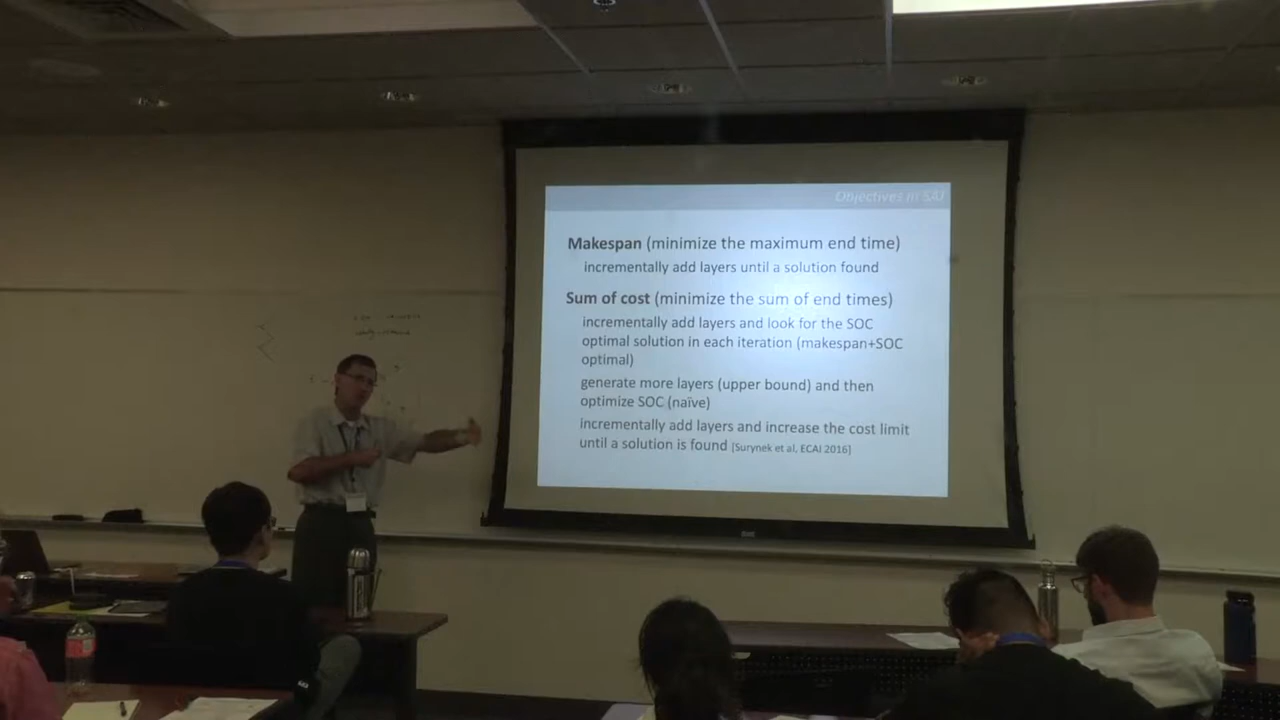 Objectives in SAT
Makespan (minimize the maximum end time)
incrementally add layers until a solution found
Sum of cost (minimize the sum of end times)
incrementally add layers and look for the SOC
optimal solution in each iteration (makespan+SOC
optimal)
generate more layers (upper bound) and then
optimize SOC (naïve)
incrementally add layers and increase the cost limit
until a solution is found [Surynek et al, ECAI 2016]